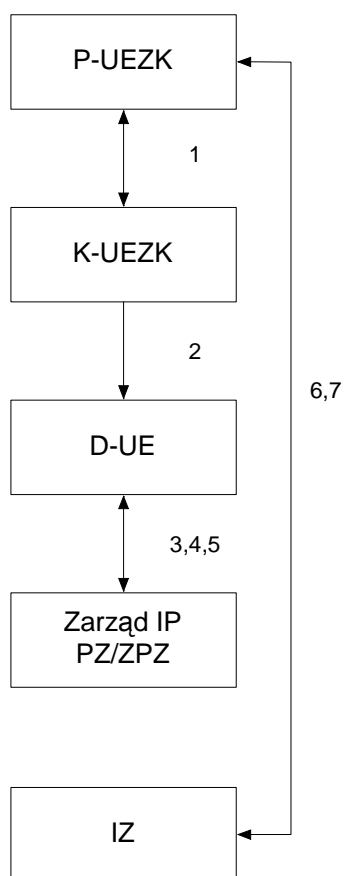 P-UEZK
1
K-UEZK
2
6,7
D-UE
3,4,5
Zarząd IP
PZ/ZPZ
IZ